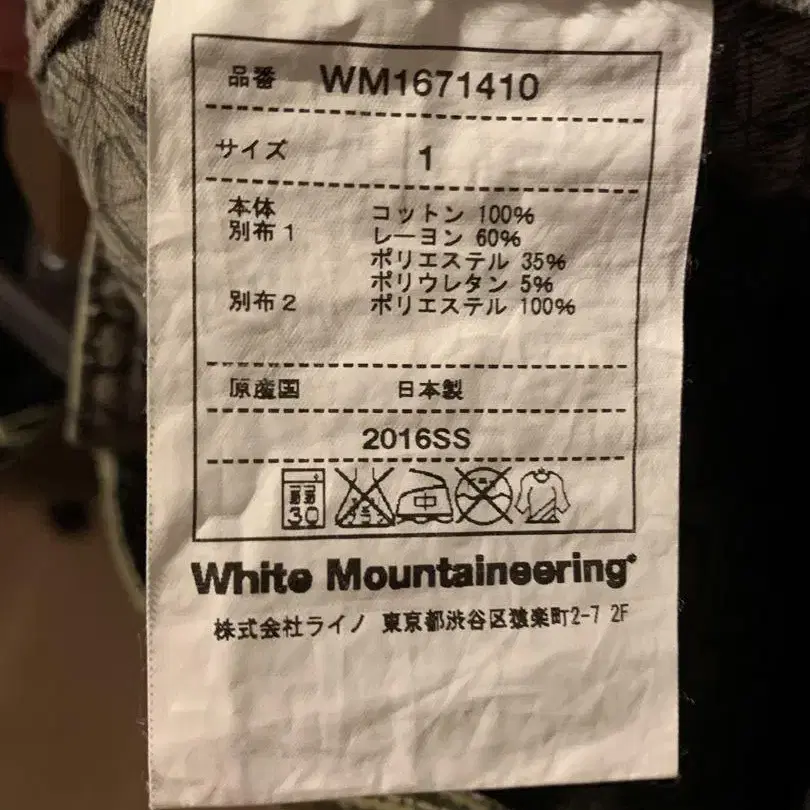 品番 WM1671410
サイズ 1
本体 コットン 100%
別布1 レーヨン 60%
ポリエステル 35%
ポリウレタン 5%
別布2 ポリエステル 100%
原産国 日本製
2016SS
弱 30 中
White Mountaineering®
株式会社ライノ 東京都渋谷区猿楽町2-7 2F